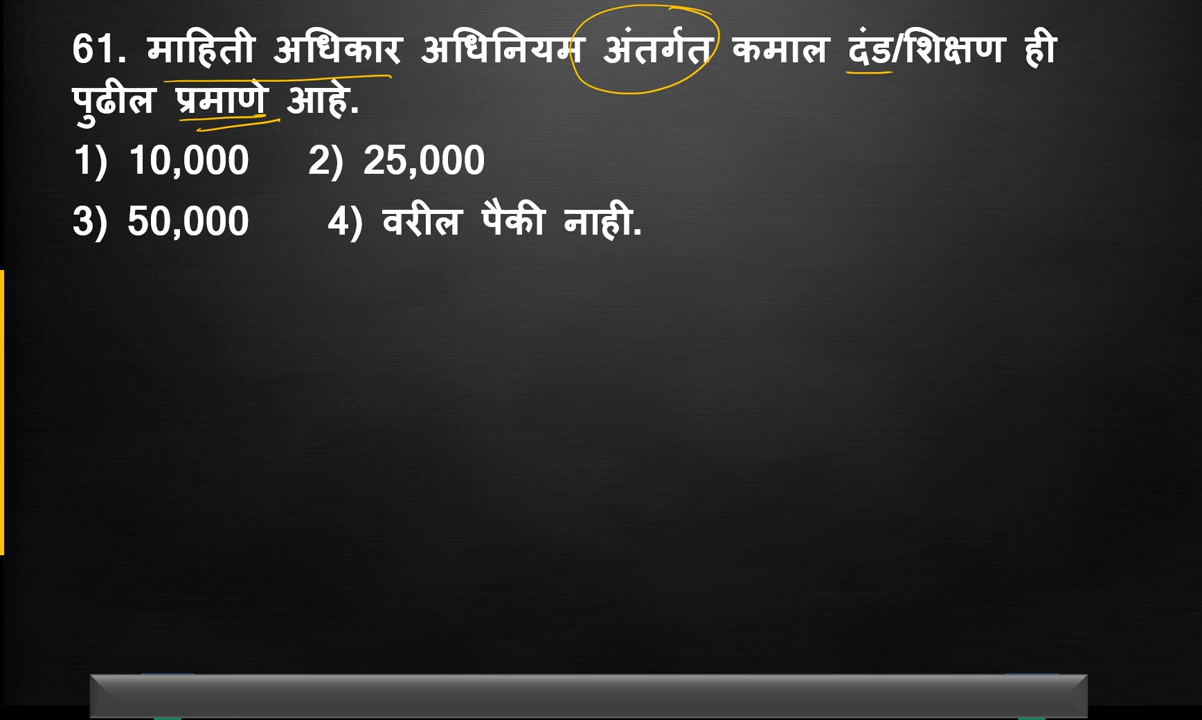 61. माहिती अधिकार अधिनियम अंतर्गत कमाल दंड/शिक्षण ही
पुढील प्रमाणे आहे.
1) 10,000 2) 25,000
3) 50,000 4) वरील पैकी नाही.